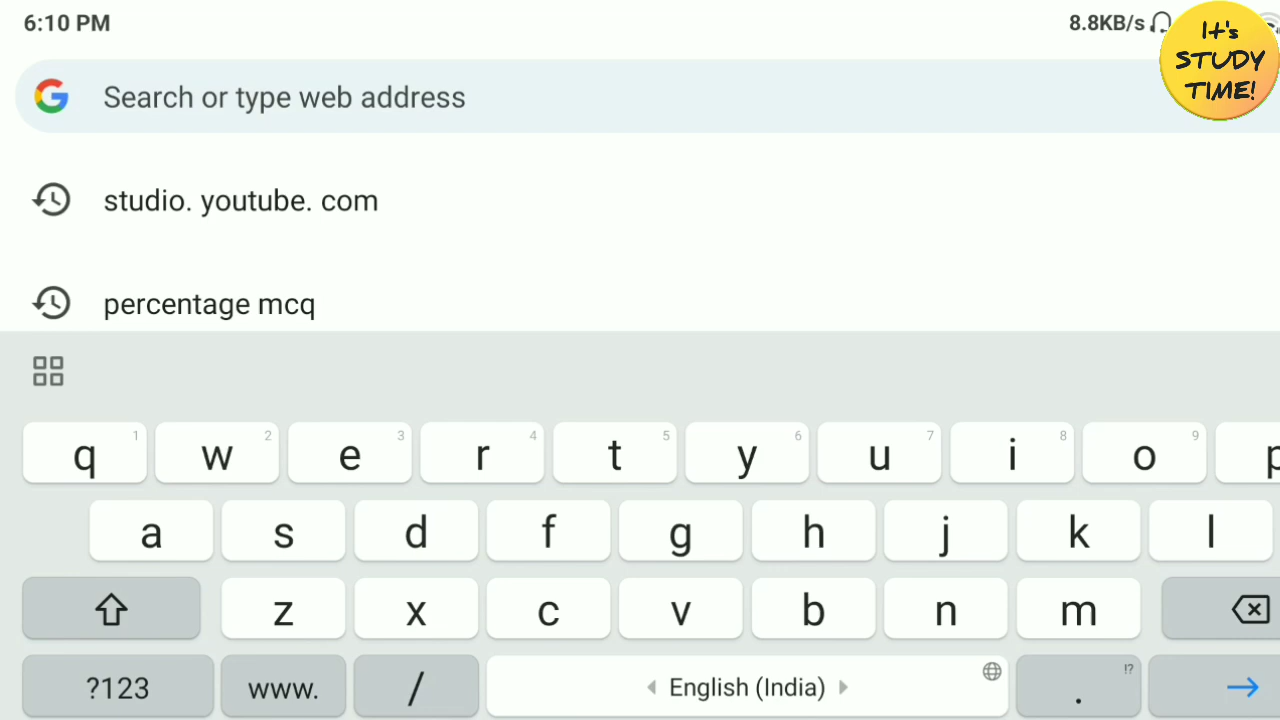 6:10 PM
8.8KB/s
It's
STUDY
TIME!
Search or type web address
studio. youtube. com
percentage mcq
q 1 w 2 e 3 r 4 t 5 y 6 u 7 i 8 o 9 p
a s d f g h j k l
z x c v b n m
?123 www. / English (India) . !?